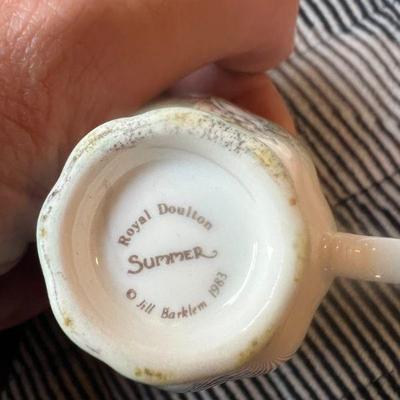 Royal Doulton
SUMMER
© Jill Barklem 1983